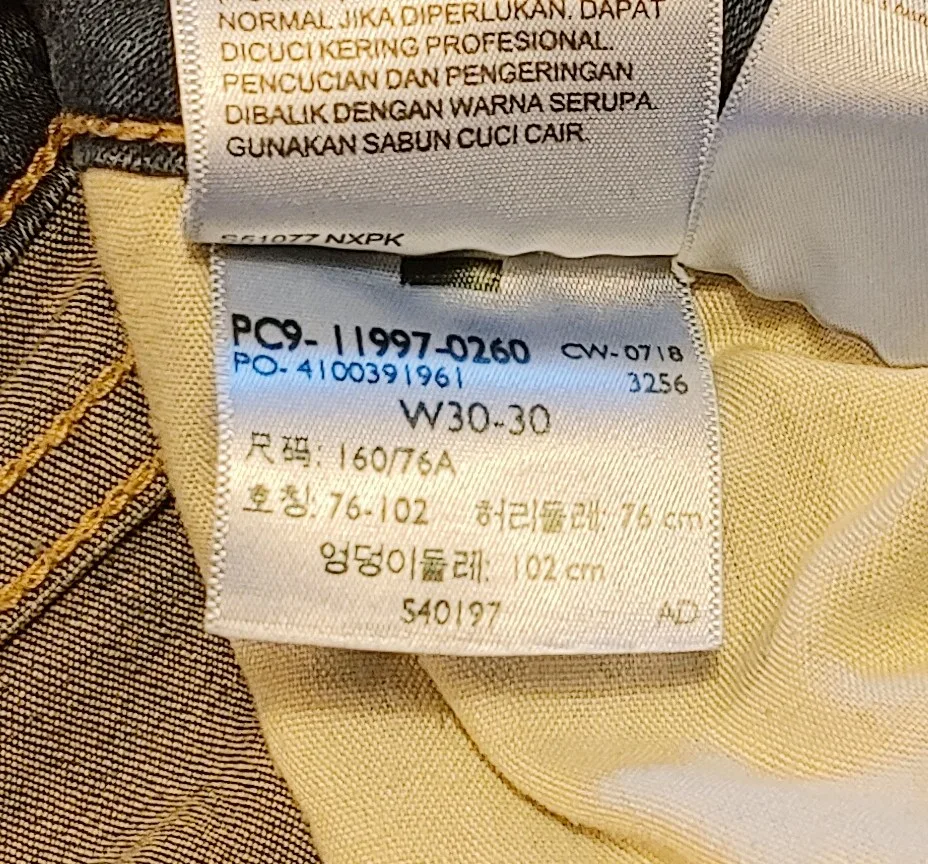 NORMAL JIKA DIPERLUKAN. DAPAT
DICUCI KERING PROFESIONAL.
PENCUCIAN DAN PENGERINGAN
DIBALIK DENGAN WARNA SERUPA.
GUNAKAN SABUN CUCI CAIR.
S51077 NXPK
PC9-11997-0260 CW-0718
PO-4100391961 3256
W30-30
尺码: 160/76A
호칭: 76-102 허리둘레: 76 cm
엉덩이둘레: 102 cm
S40197 AD